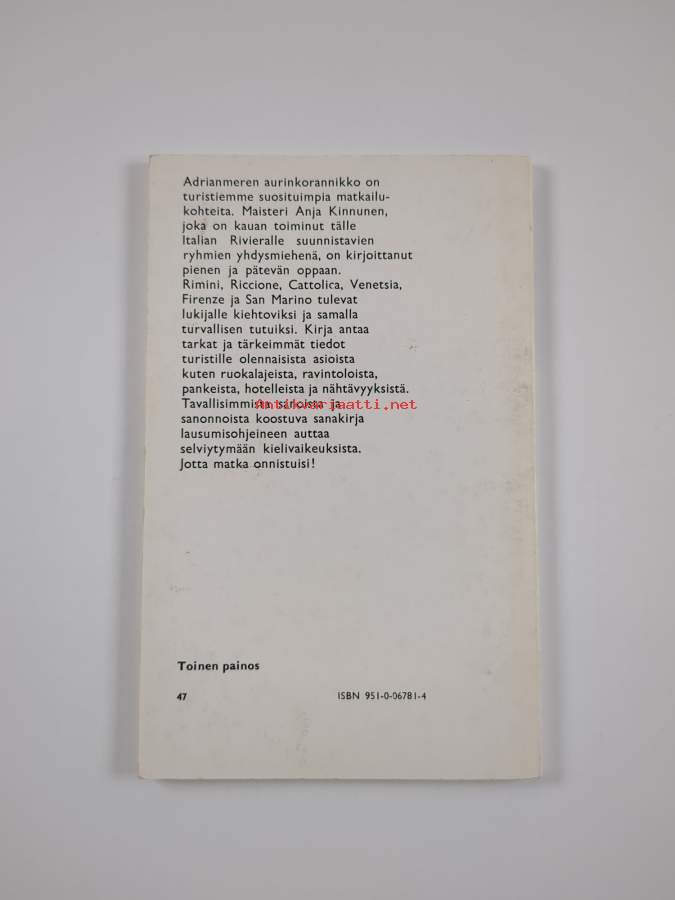 Adrianmeren aurinkorannikko on
turistiemme suosituimpia matkailu-
kohteita. Maisteri Anja Kinnunen,
joka on kauan toiminut tälle
Italian Rivieralle suunnistavien
ryhmien yhdysmiehenä, on kirjoittanut
pienen ja pätevän oppaan.
Rimini, Riccione, Cattolica, Venetsia,
Firenze ja San Marino tulevat
lukijalle kiehtoviksi ja samalla
turvallisen tutuiksi. Kirja antaa
tarkat ja tärkeimmät tiedot
turistille olennaisista asioista
kuten ruokalajeista, ravintoloista,
pankeista, hotelleista ja nähtävyyksistä.
Tavallisimmista sanoista ja
Antikvariaatti.net
sanonnoista koostuva sanakirja
lausumisohjeineen auttaa
selviytymään kielivaikeuksista.
Jotta matka onnistuisi!
Toinen painos
47 ISBN 951-0-06781-4